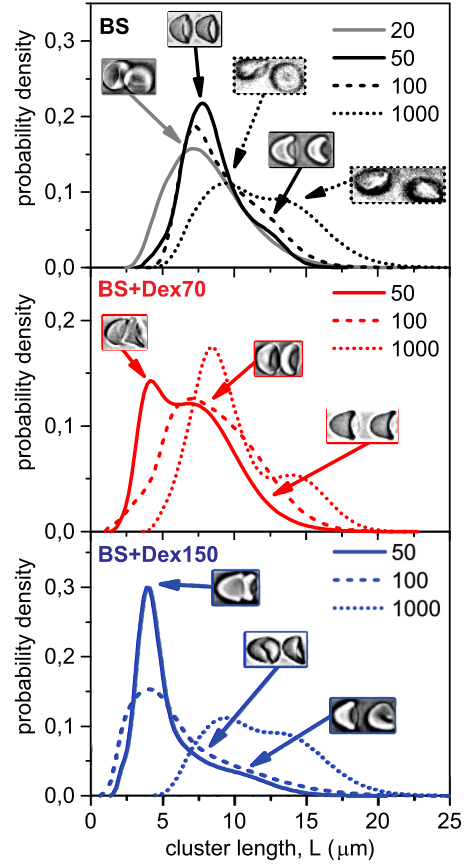 BS
20
50
100
1000
0,3
0,2
0,1
0,0
probability density
BS+Dex70
50
100
1000
0,2
0,1
0,0
probability density
BS+Dex150
50
100
1000
0,3
0,2
0,1
0,0
probability density
0 5 10 15 20 25
cluster length, L (μm)